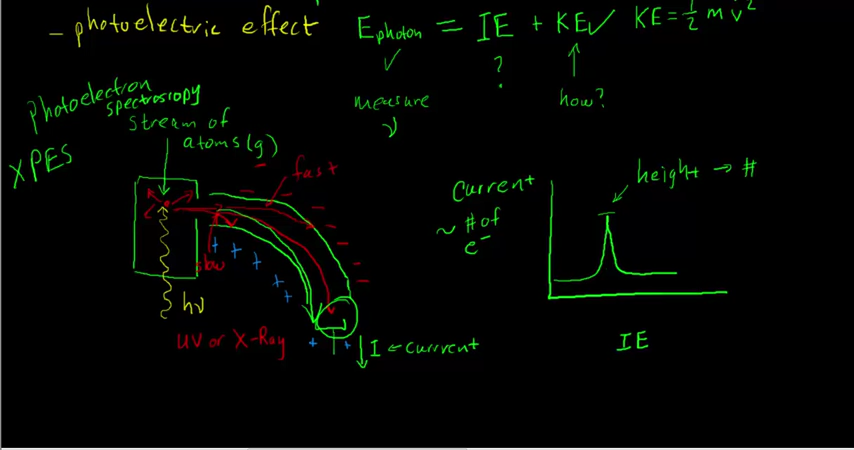 - photoelectric effect
E photon = IE + KE✓ KE = 1/2 m v²
✓ ? how?
measure
ν
photoelectron
spectroscopy
XPES
stream of
atoms (g)
fast
slow
hν
UV or X-Ray
I ← current
current
~ # of
e⁻
height → #
IE